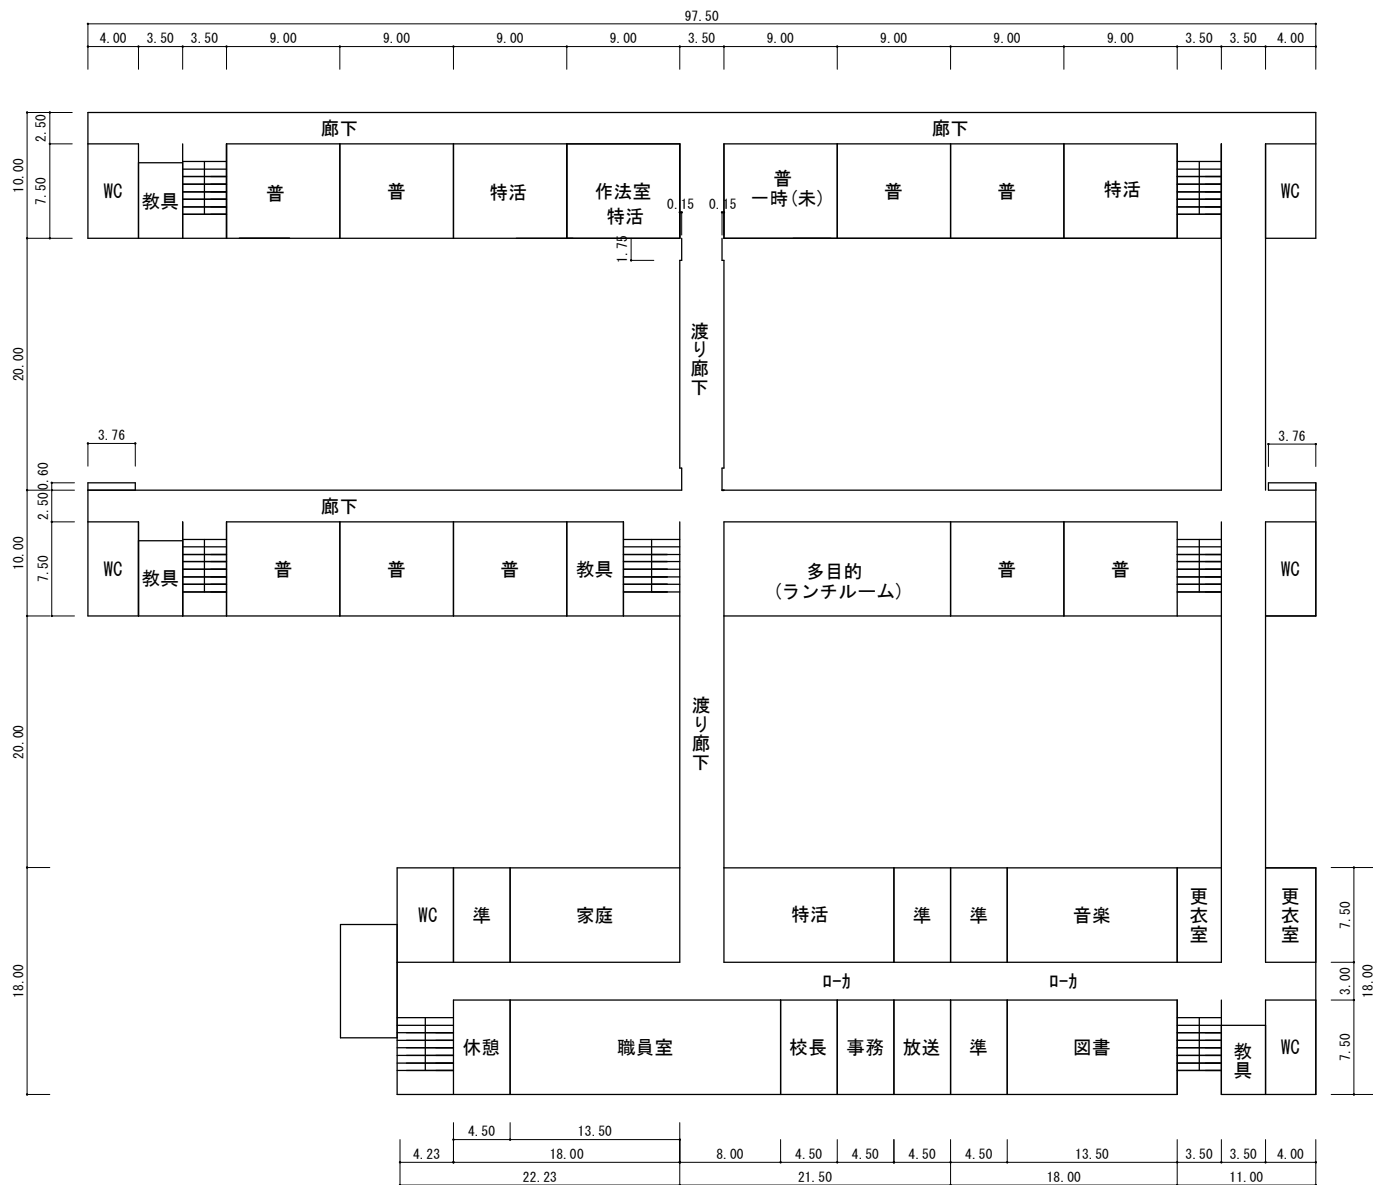 97.50
4.00 3.50 3.50 9.00 9.00 9.00 9.00 3.50 9.00 9.00 9.00 9.00 3.50 3.50 4.00
2.50
10.00
7.50
廊下 廊下
WC 教具 普 普 特活 作法室
特活
普
一時(未)
普 普 特活 WC
0.15 0.15
1.75
20.00
渡り廊下
3.76 3.76
0.60
2.50
10.00
7.50
廊下
WC 教具 普 普 普 教具 多目的
(ランチルーム)
普 普 WC
20.00
渡り廊下
WC 準 家庭 特活 準 準 音楽 更衣室 更衣室
ローカ ローカ
休憩 職員室 校長 事務 放送 準 図書 教具 WC
18.00
7.50
3.00
18.00
7.50
4.50 13.50
4.23 18.00 8.00 4.50 4.50 4.50 4.50 13.50 3.50 3.50 4.00
22.23 21.50 18.00 11.00